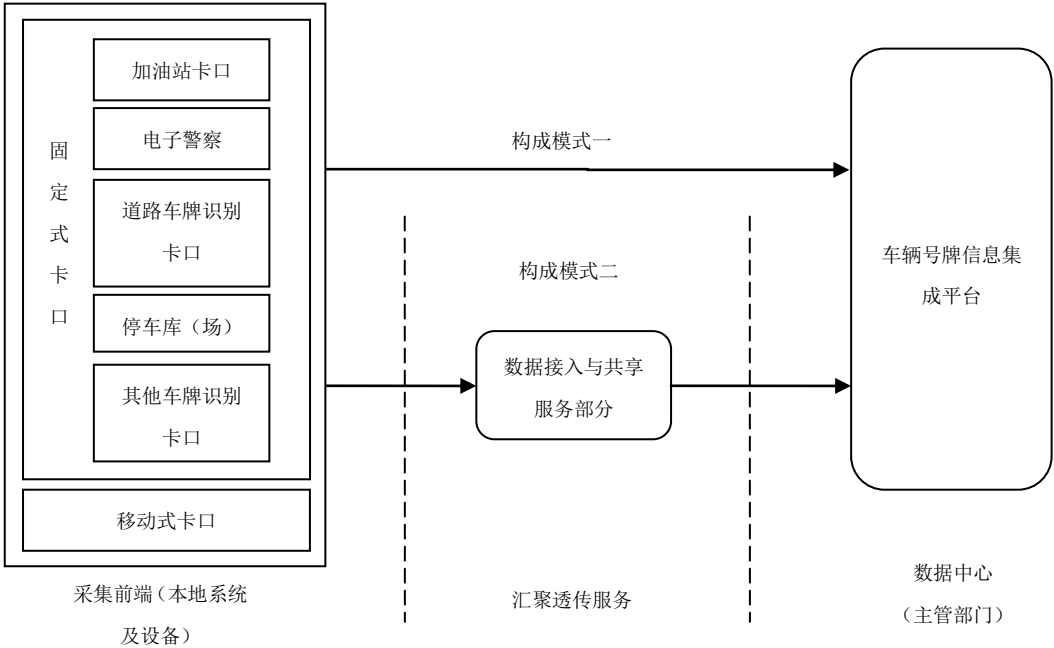 加油站卡口
电子警察
固
定
式
卡
口
道路车牌识别
卡口
停车库（场）
其他车牌识别
卡口
移动式卡口
采集前端（本地系统
及设备）
构成模式一
构成模式二
数据接入与共享
服务部分
汇聚透传服务
车辆号牌信息集
成平台
数据中心
（主管部门）